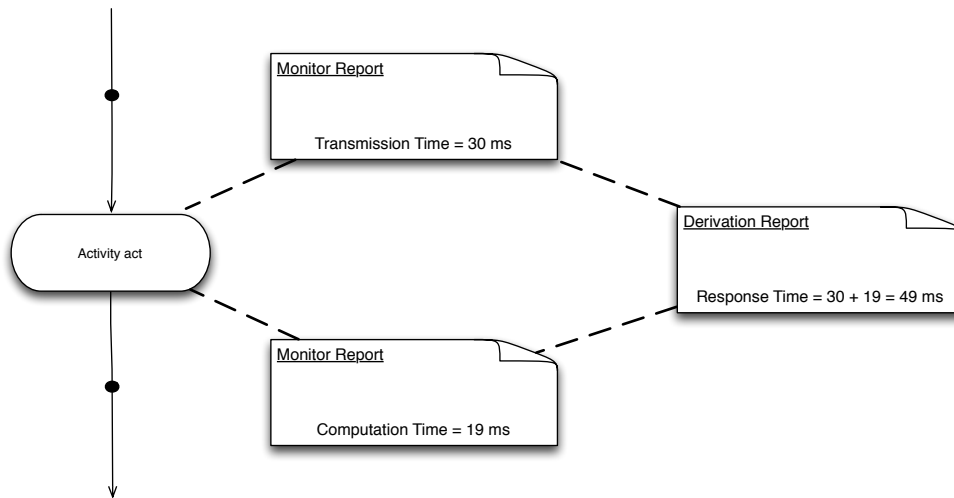 Monitor Report
Transmission Time = 30 ms
Derivation Report
Activity act
Response Time = 30 + 19 = 49 ms
Monitor Report
Computation Time = 19 ms